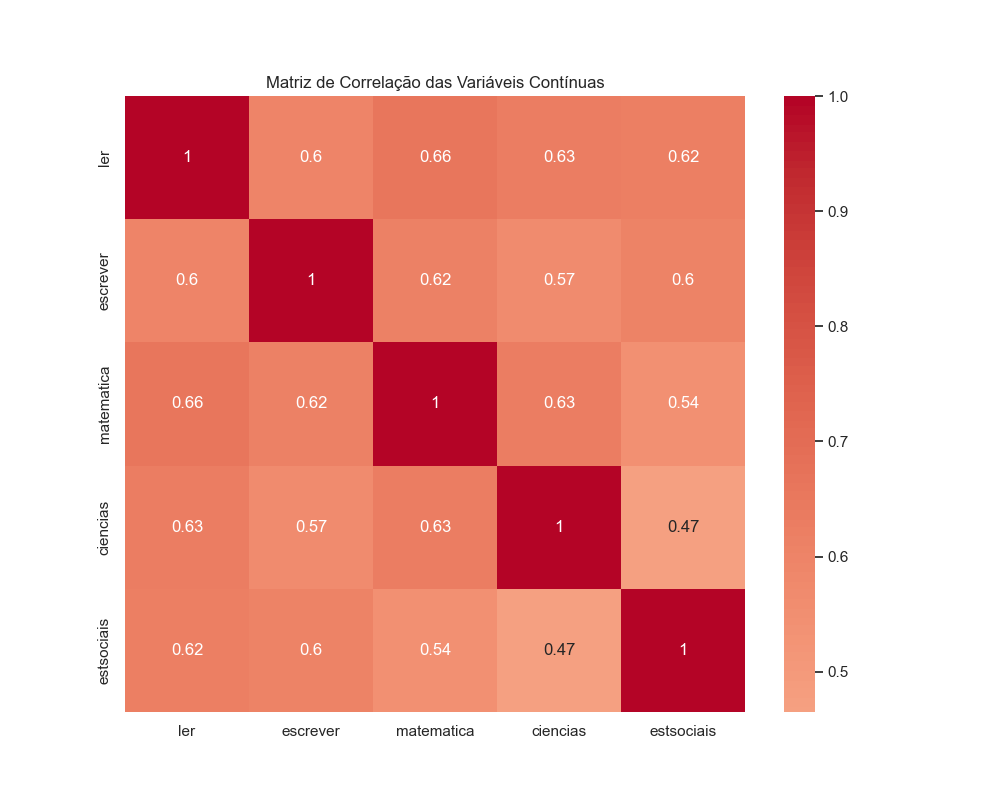 Matriz de Correlação das Variáveis Contínuas
ler 1 0.6 0.66 0.63 0.62
escrever 0.6 1 0.62 0.57 0.6
matematica 0.66 0.62 1 0.63 0.54
ciencias 0.63 0.57 0.63 1 0.47
estsociais 0.62 0.6 0.54 0.47 1
ler escrever matematica ciencias estsociais
1.0
0.9
0.8
0.7
0.6
0.5